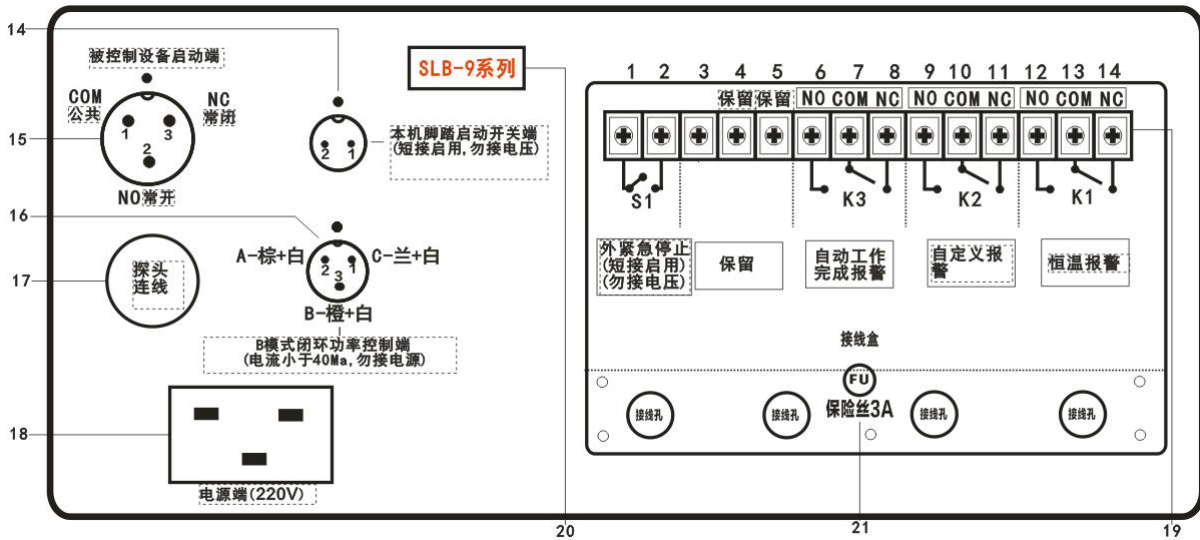 14
被控制设备启动端
COM
公共
NC
常闭
1
3
2
NO常开
15
SLB-9系列
2 1
本机脚踏启动开关端
(短接启用,勿接电压)
16
A-棕+白
C-兰+白
2 1
3
B-橙+白
B模式闭环功率控制端
(电流小于40Ma,勿接电源)
17
探头
连线
18
电源端(220V)
1 2 3 4 5 6 7 8 9 10 11 12 13 14
保留 保留 NO COM NC NO COM NC NO COM NC
S1 K3 K2 K1
外紧急停止
(短接启用)
(勿接电压)
保留
自动工作
完成报警
自定义报
警
恒温报警
接线盒
FU
保险丝3A
接线孔 接线孔 接线孔 接线孔
20
21
19